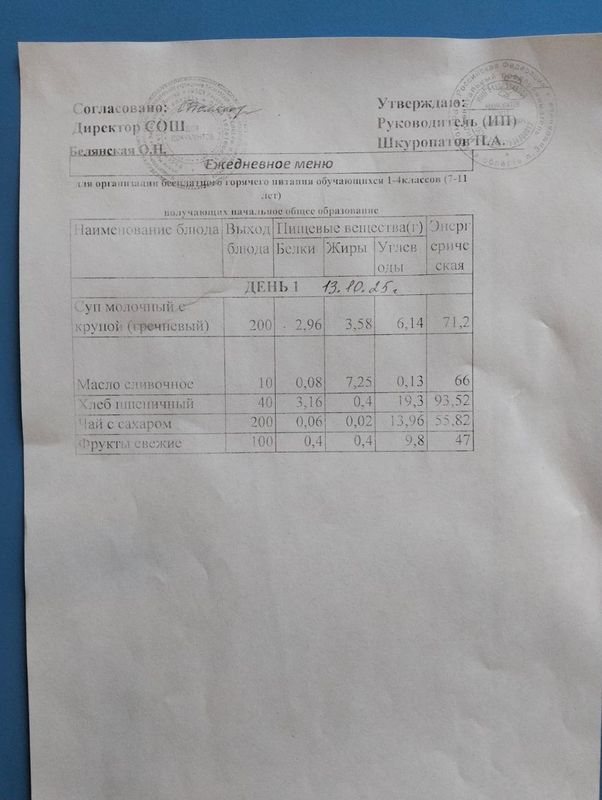 Согласовано:
Директор СОШ
Белянская О.Н.
Утверждаю:
Руководитель (ИП)
Шкуропатов П.А.
Ежедневное меню
для организации бесплатного горячего питания обучающихся 1-4классов (7-11
лет)
получающих начальное общее образование
Наименование блюда Выход блюда Пищевые вещества(г) Энергетическая
Белки Жиры Углеводы
ДЕНЬ 1 13.10.25г
Суп молочный с
крупой (гречневый) 200 2,96 3,58 6,14 71,2
Масло сливочное 10 0,08 7,25 0,13 66
Хлеб пшеничный 40 3,16 0,4 19,3 93,52
Чай с сахаром 200 0,06 0,02 13,96 55,82
Фрукты свежие 100 0,4 0,4 9,8 47